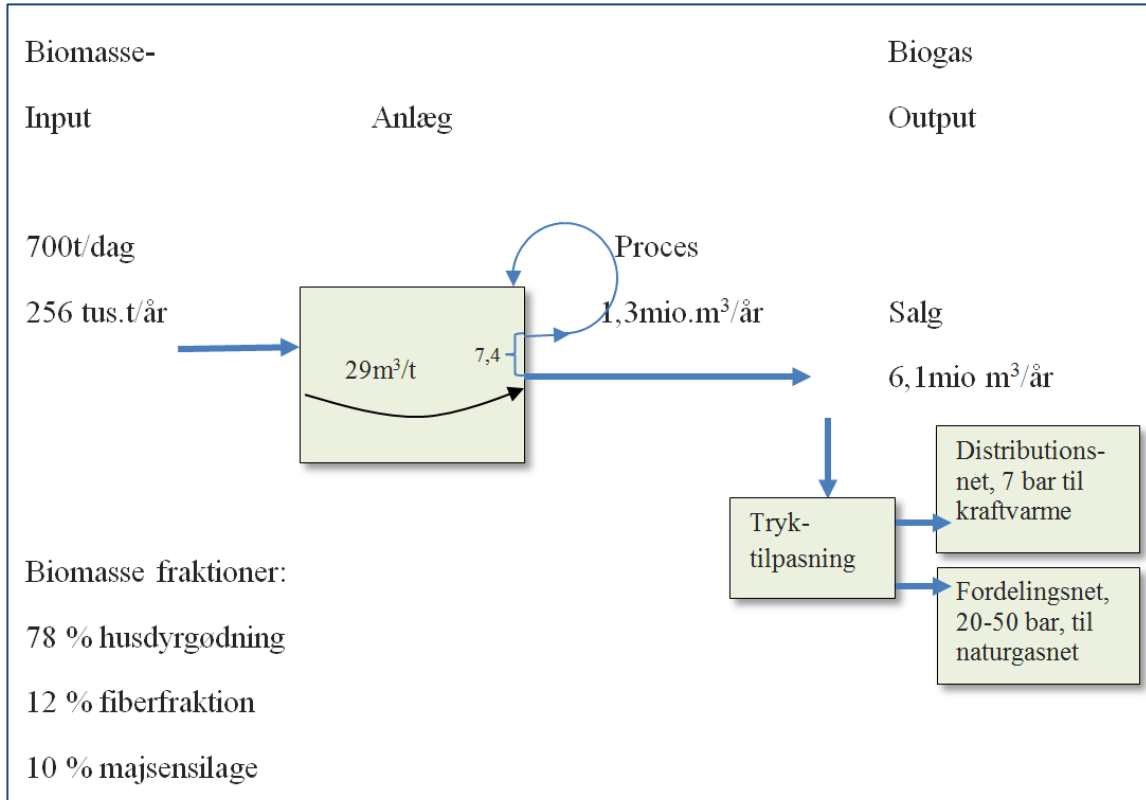 Biomasse-
Input
Anlæg
Biogas
Output
700t/dag
256 tus.t/år
29m³/t
7,4
Proces
1,3mio.m³/år
Salg
6,1mio m³/år
Tryk-
tilpasning
Distributions-
net, 7 bar til
kraftvarme
Fordelingsnet,
20-50 bar, til
naturgasnet
Biomasse fraktioner:
78 % husdyrgødning
12 % fiberfraktion
10 % majsensilage